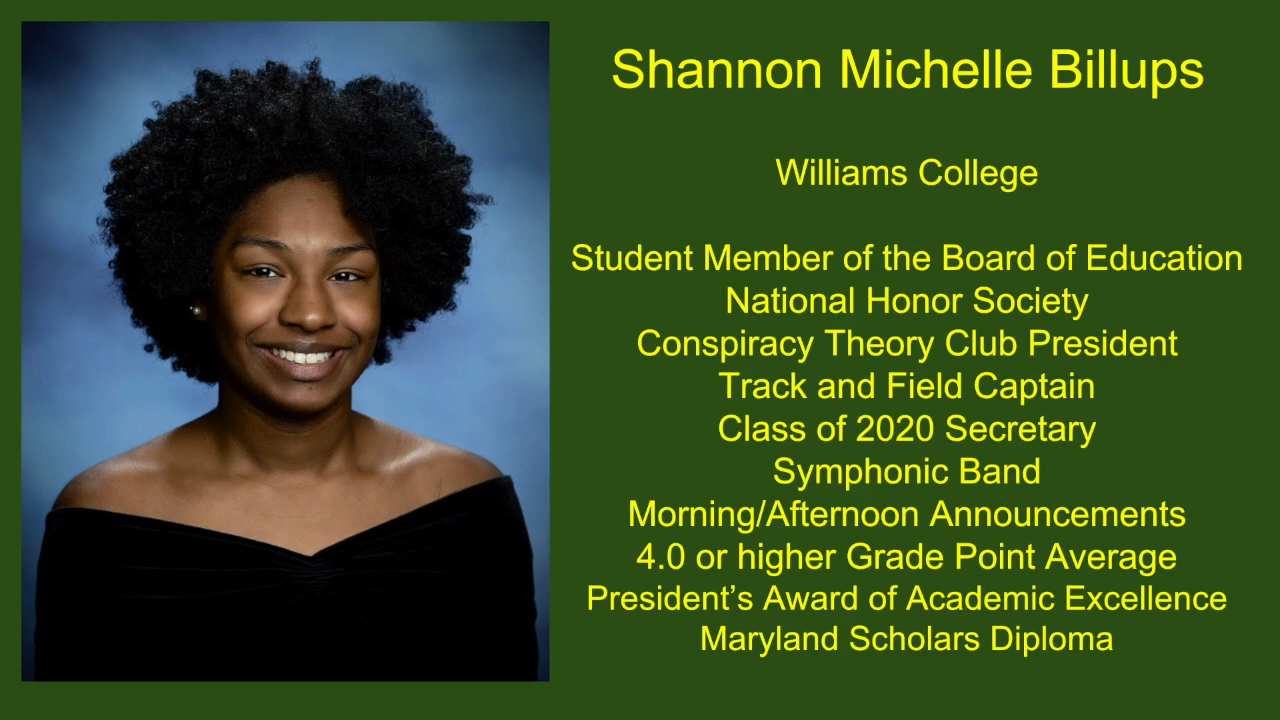 Shannon Michelle Billups
Williams College
Student Member of the Board of Education
National Honor Society
Conspiracy Theory Club President
Track and Field Captain
Class of 2020 Secretary
Symphonic Band
Morning/Afternoon Announcements
4.0 or higher Grade Point Average
President’s Award of Academic Excellence
Maryland Scholars Diploma